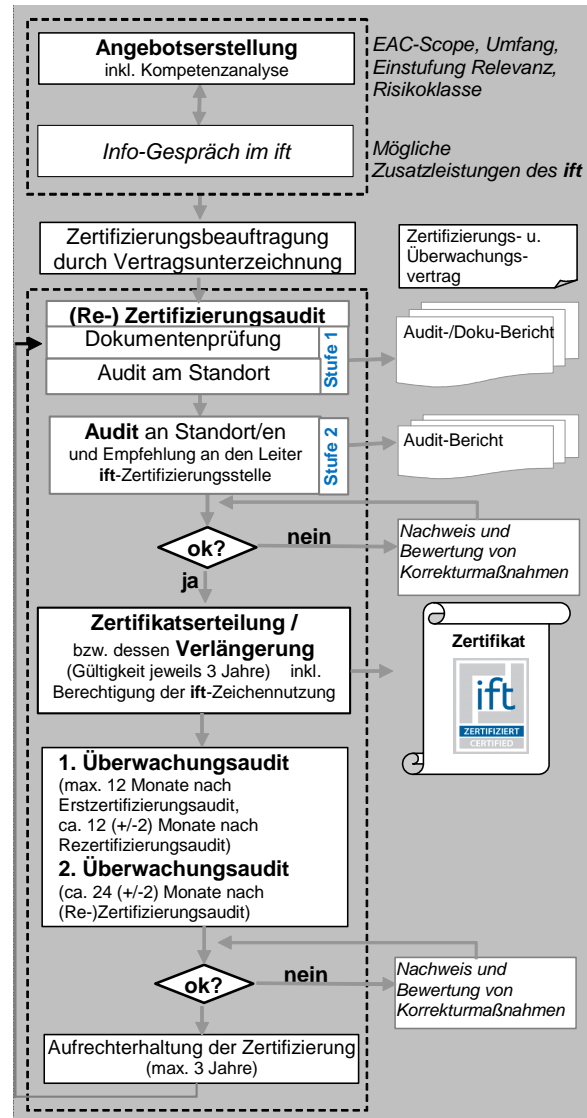 Angebotserstellung
inkl. Kompetenzanalyse
EAC-Scope, Umfang,
Einstufung Relevanz,
Risikoklasse
Info-Gespräch im ift
Mögliche
Zusatzleistungen des ift
Zertifizierungsbeauftragung
durch Vertragsunterzeichnung
Zertifizierungs- u.
Überwachungs-
vertrag
(Re-) Zertifizierungsaudit
Dokumentenprüfung
Audit am Standort
Stufe 1
Audit-/Doku-Bericht
Audit an Standort/en
und Empfehlung an den Leiter
ift-Zertifizierungsstelle
Stufe 2
Audit-Bericht
ok?
nein
ja
Nachweis und
Bewertung von
Korrekturmaßnahmen
Zertifikatserteilung /
bzw. dessen Verlängerung
(Gültigkeit jeweils 3 Jahre) inkl.
Berechtigung der ift-Zeichennutzung
Zertifikat
ift
ZERTIFIZIERT
CERTIFIED
1. Überwachungsaudit
(max. 12 Monate nach
Erstzertifizierungsaudit,
ca. 12 (+/-2) Monate nach
Rezertifizierungsaudit)
2. Überwachungsaudit
(ca. 24 (+/-2) Monate nach
(Re-)Zertifizierungsaudit)
ok?
nein
Nachweis und
Bewertung von
Korrekturmaßnahmen
Aufrechterhaltung der Zertifizierung
(max. 3 Jahre)